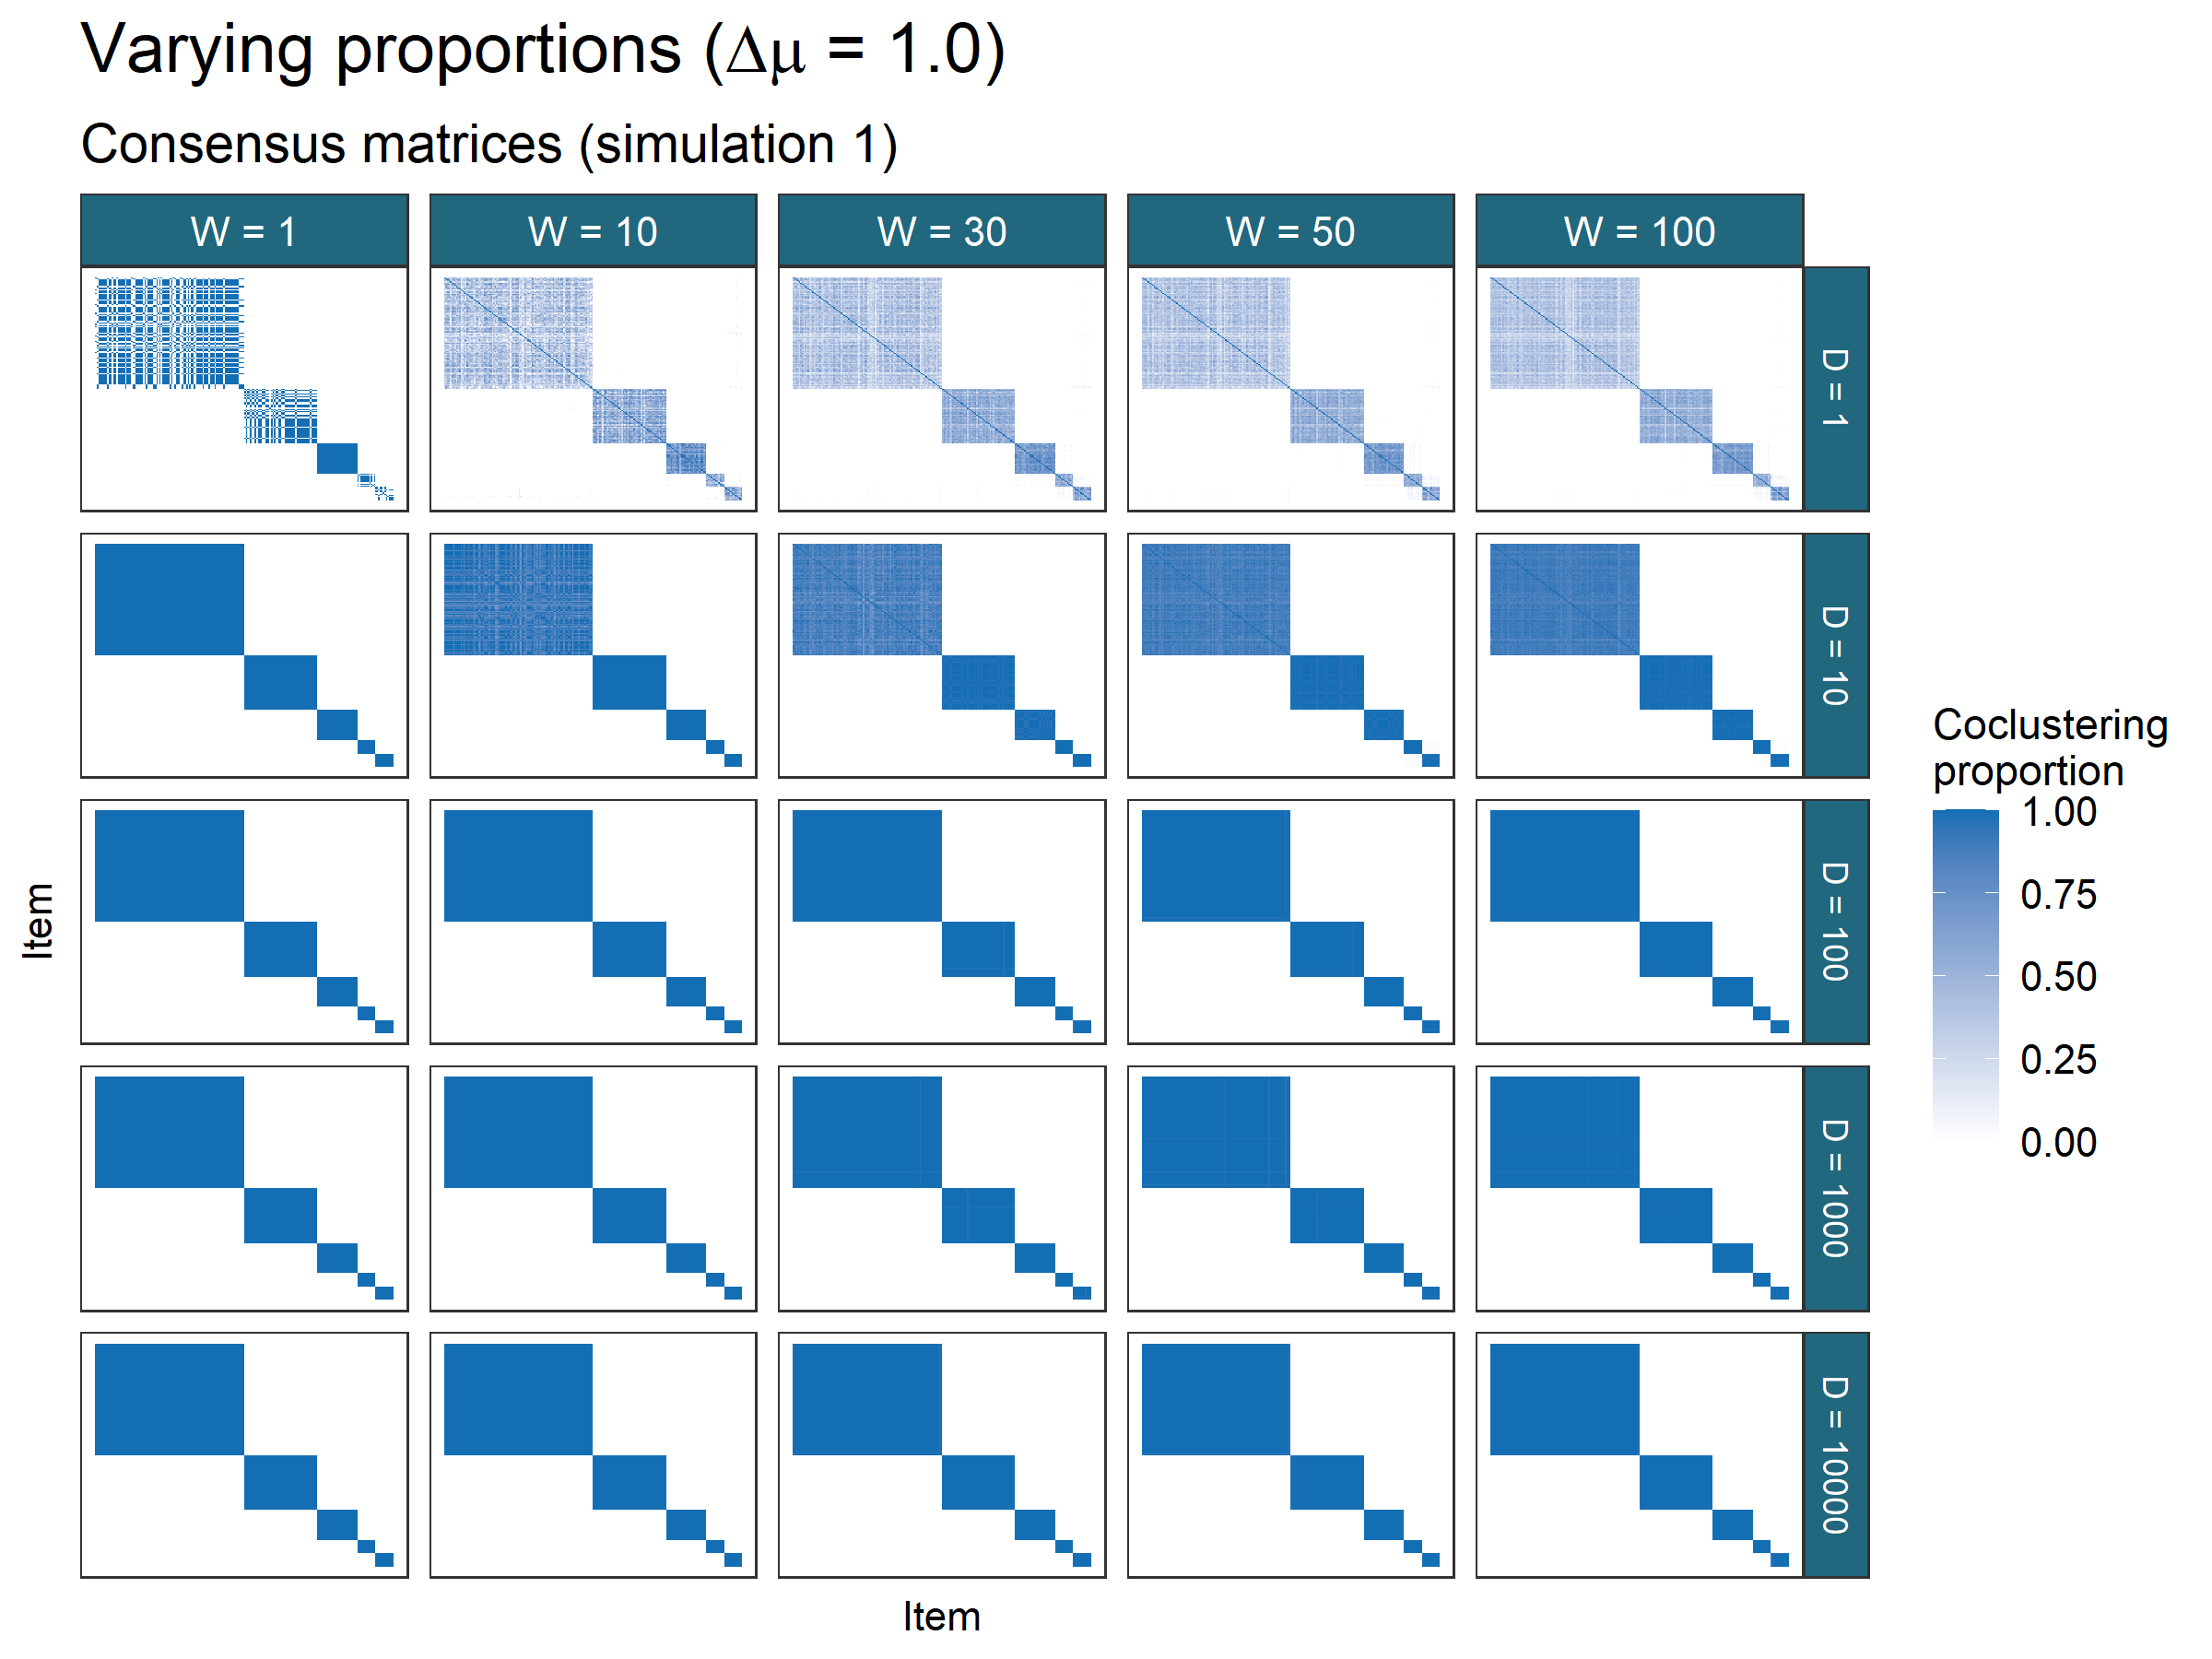 Varying proportions (Δμ = 1.0)
Consensus matrices (simulation 1)
W = 1
W = 10
W = 30
W = 50
W = 100
D = 1
D = 10
D = 100
D = 1000
D = 10000
Item
Item
Coclustering
proportion
1.00
0.75
0.50
0.25
0.00